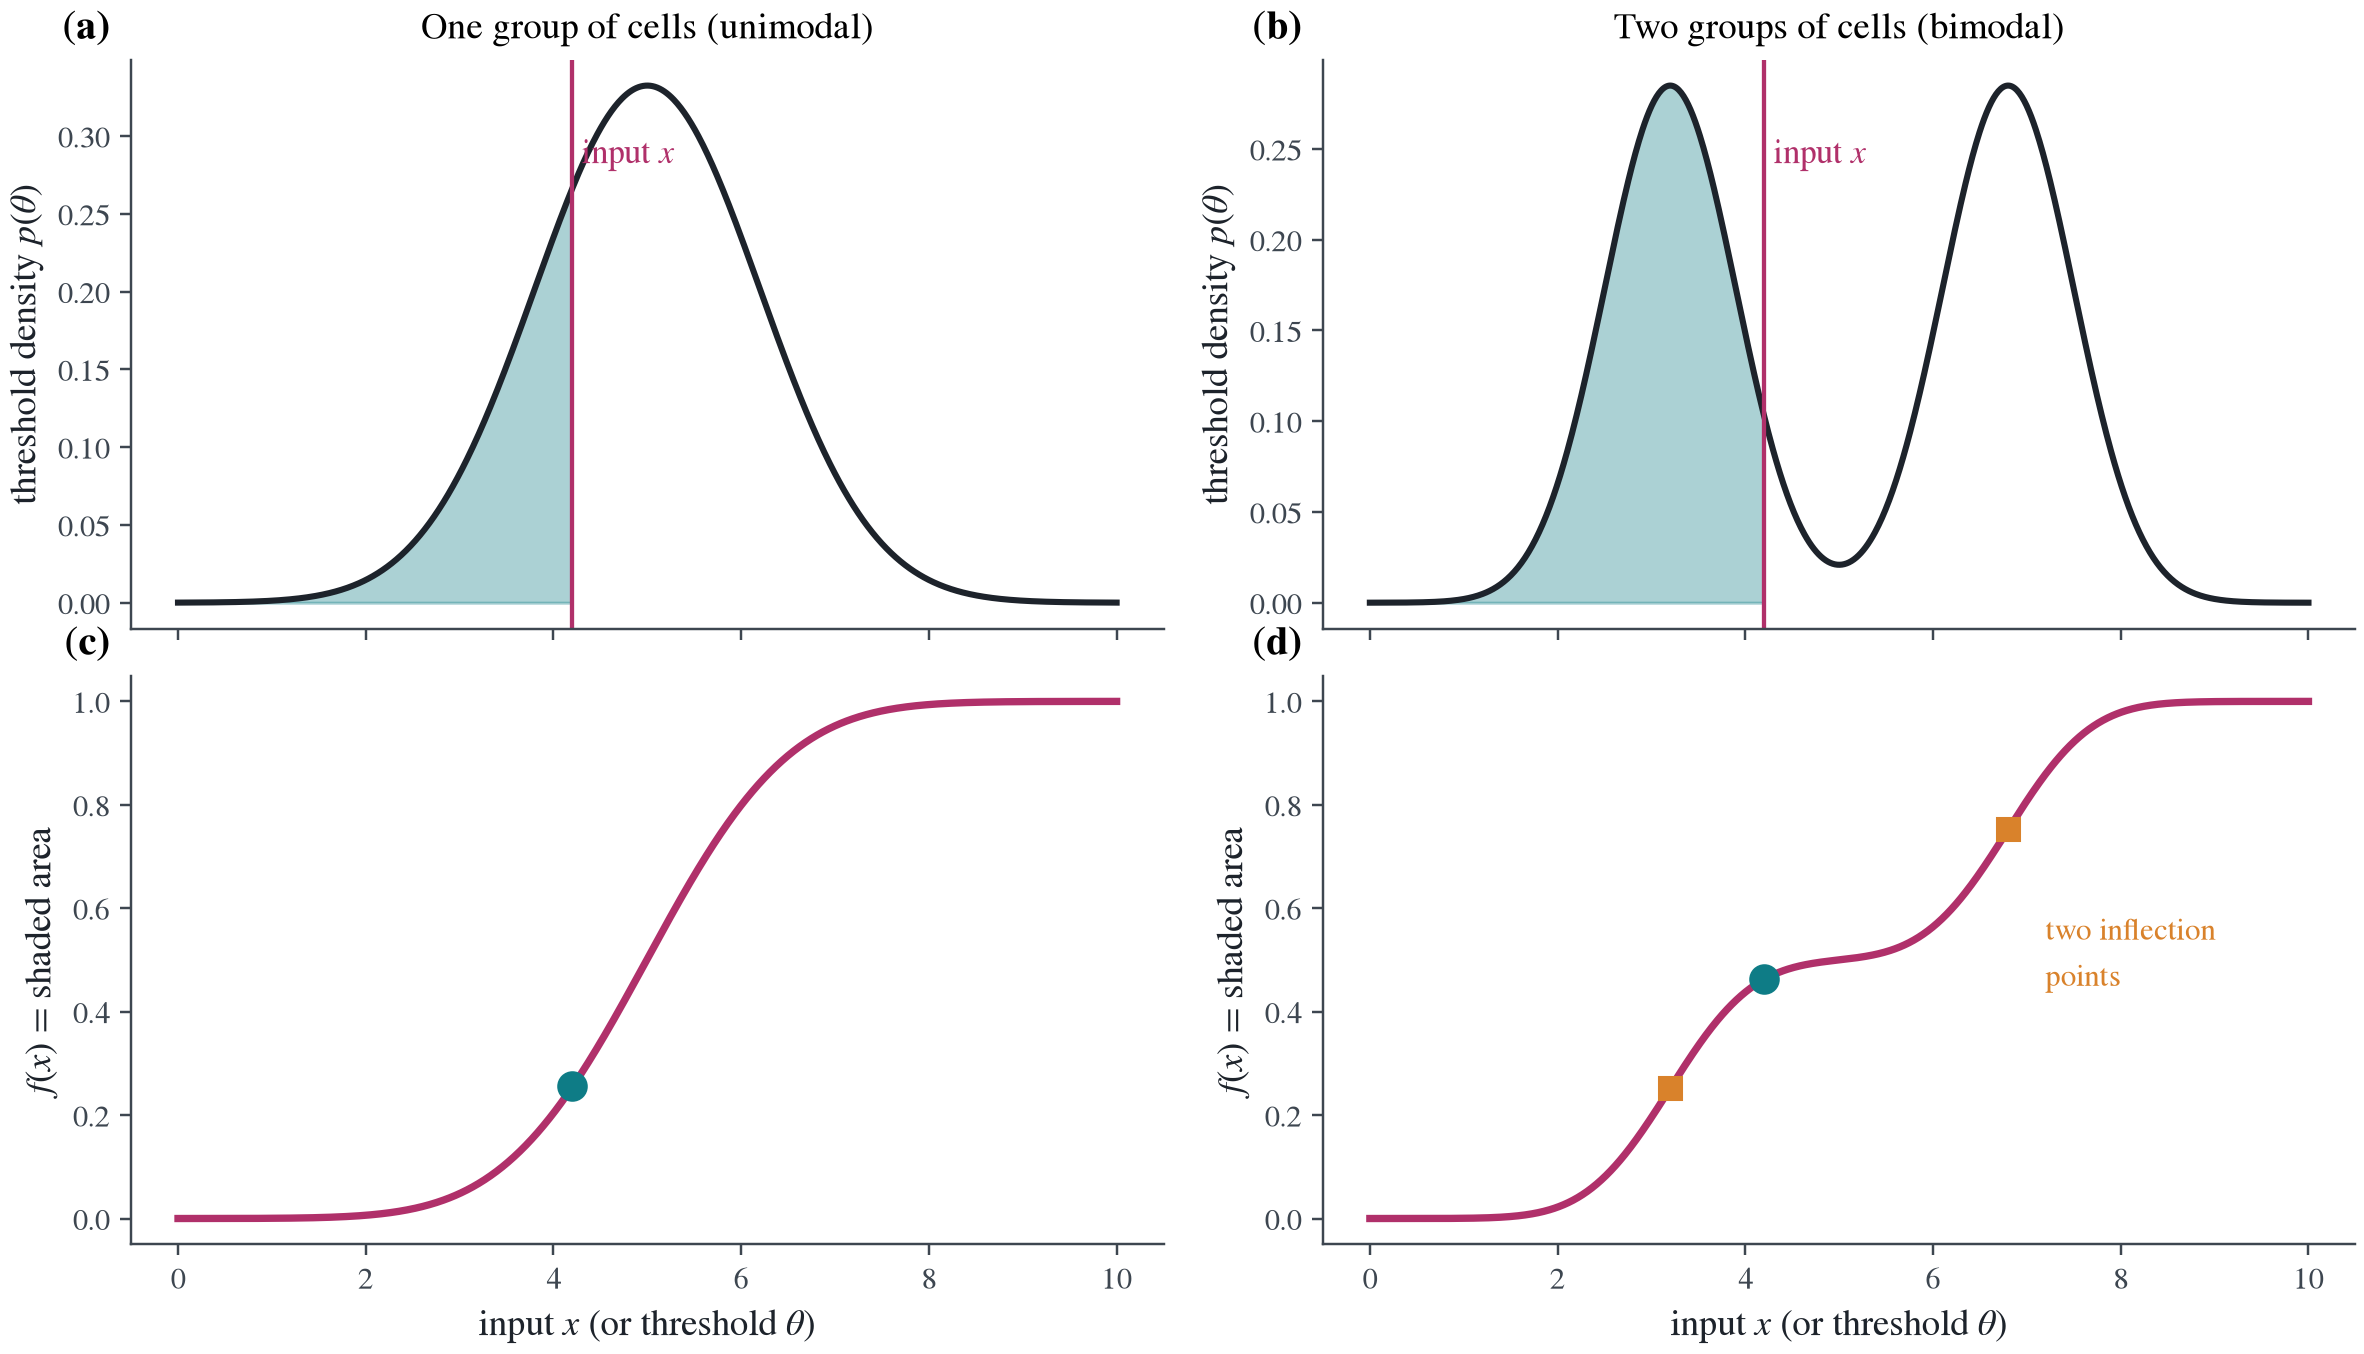 (a)
One group of cells (unimodal)
threshold density p(θ)
0.30
0.25
0.20
0.15
0.10
0.05
0.00
input x
(b)
Two groups of cells (bimodal)
threshold density p(θ)
0.25
0.20
0.15
0.10
0.05
0.00
input x
(c)
f(x) = shaded area
1.0
0.8
0.6
0.4
0.2
0.0
0 2 4 6 8 10
input x (or threshold θ)
(d)
f(x) = shaded area
1.0
0.8
0.6
0.4
0.2
0.0
two inflection
points
0 2 4 6 8 10
input x (or threshold θ)